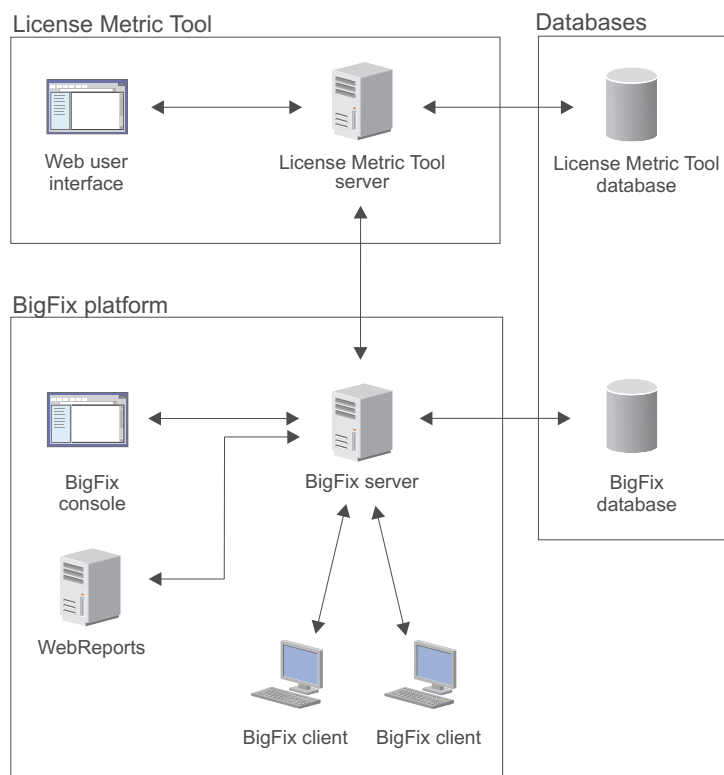 License Metric Tool
Databases
Web user
interface
License Metric Tool
server
License Metric Tool
database
BigFix platform
BigFix
console
BigFix server
BigFix
database
WebReports
BigFix client
BigFix client